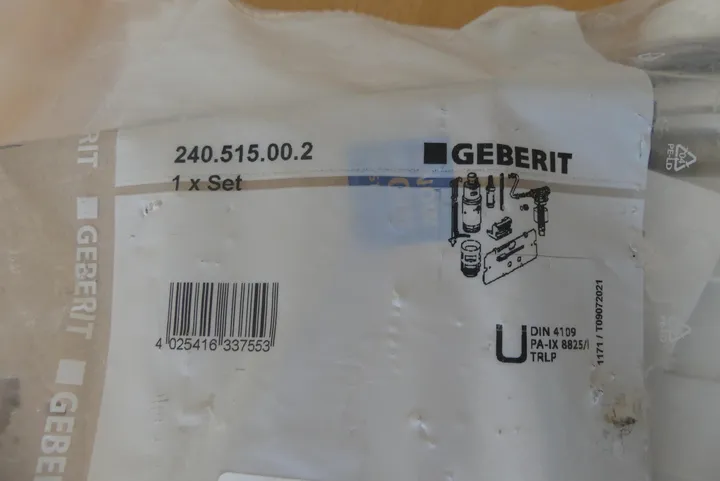 240.515.00.2
GEBERIT
1 x Set
4 025416 337553
DIN 4109
PA-IX 8825/I
TRLP
1171 / T09072021
PE-LD
RIT
GEBERIT
GEBERIT